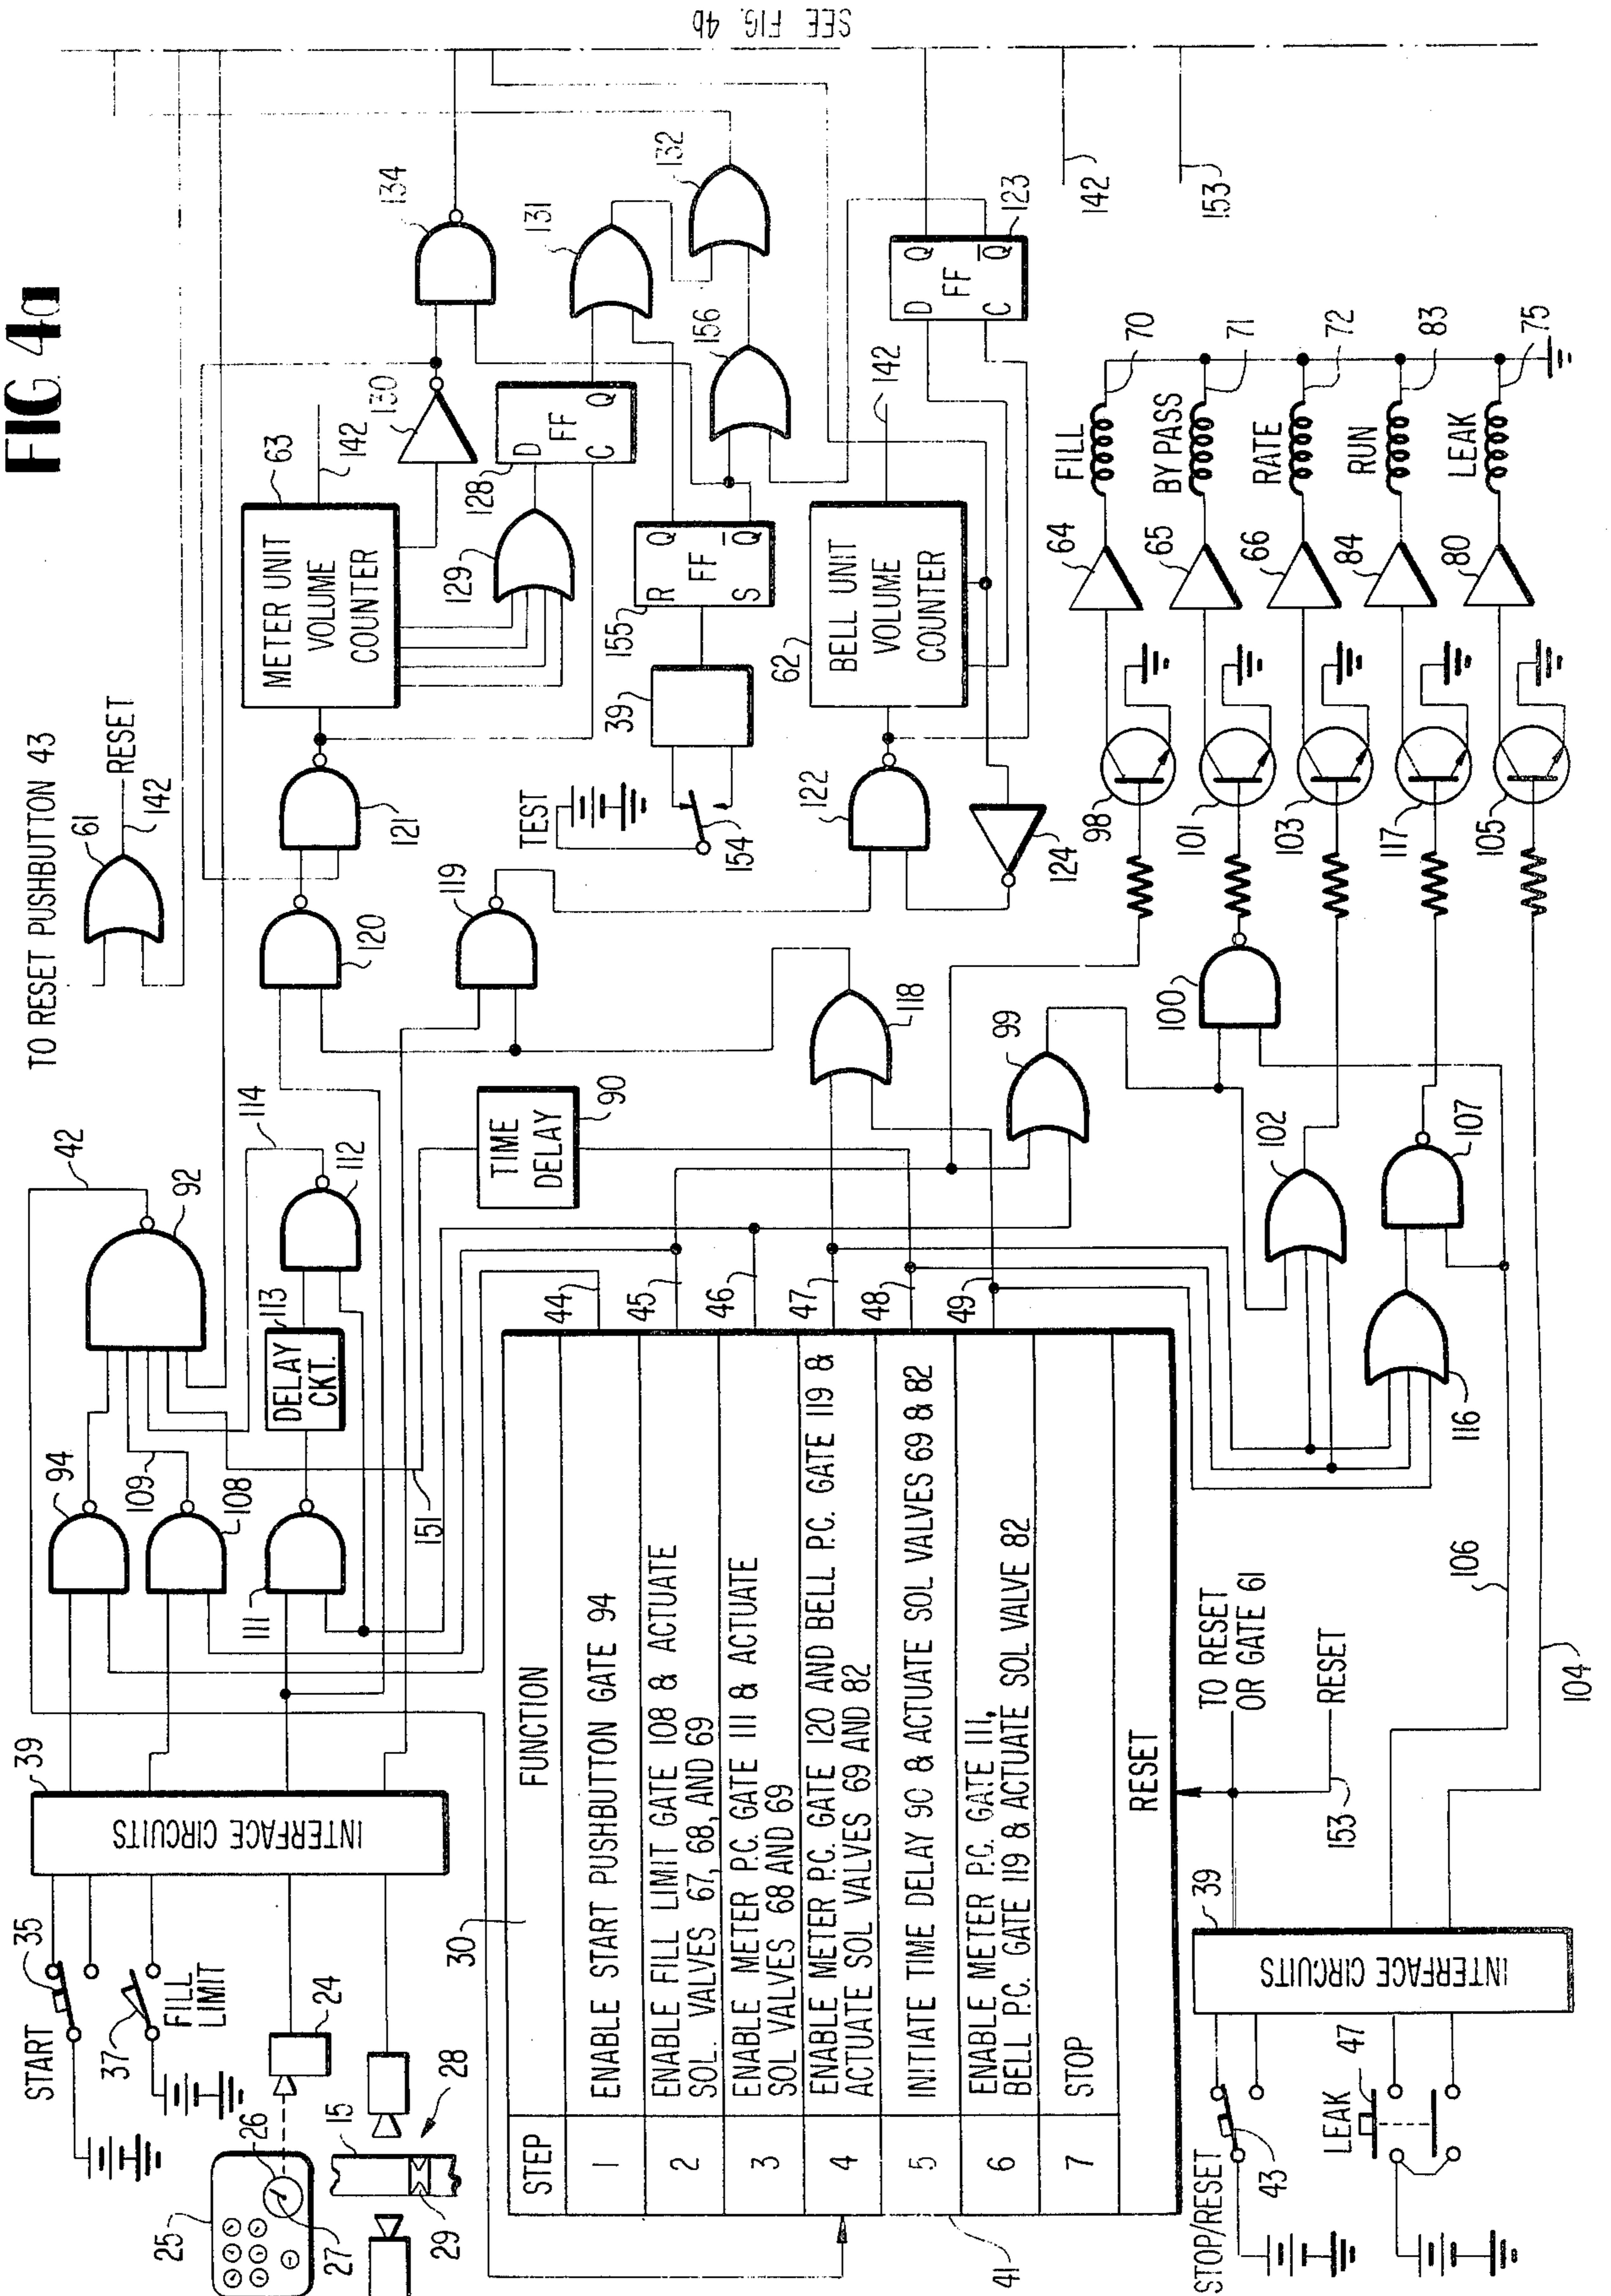 FIG. 4a
SEE FIG. 4b
TO RESET PUSHBUTTON 43
61
RESET
142
START
35
37
FILL
LIMIT
24
25
26
27
15
28
29
39
INTERFACE CIRCUITS
94
109
108
111
151
42
92
114
112
113
DELAY
CKT.
TIME
DELAY
90
120
119
121
118
99
METER UNIT
VOLUME
COUNTER
63
142
130
134
129
128
D
FF
C
Q
131
132
156
TEST
154
39
155
R
Q
FF
S
Q̅
62
BELL UNIT
VOLUME
COUNTER
142
122
124
D
Q
FF
C
Q̅
123
142
153
30
STEP
FUNCTION
1
ENABLE START PUSHBUTTON GATE 94
44
2
ENABLE FILL LIMIT GATE 108 & ACTUATE
SOL. VALVES 67, 68, AND 69
45
3
ENABLE METER P.C. GATE 111 & ACTUATE
SOL VALVES 68 AND 69
46
4
ENABLE METER P.C. GATE 120 AND BELL P.C. GATE 119 &
ACTUATE SOL VALVES 69 AND 82
47
5
INITIATE TIME DELAY 90 & ACTUATE SOL VALVES 69 & 82
48
6
ENABLE METER P.C. GATE 111,
BELL P.C. GATE 119 & ACTUATE SOL VALVE 82
49
7
STOP
RESET
41
STOP/RESET
43
LEAK
47
39
INTERFACE CIRCUITS
TO RESET
OR GATE 61
RESET
153
106
104
116
102
107
100
98
101
103
117
105
64
65
66
84
80
FILL
BY PASS
RATE
RUN
LEAK
70
71
72
83
75